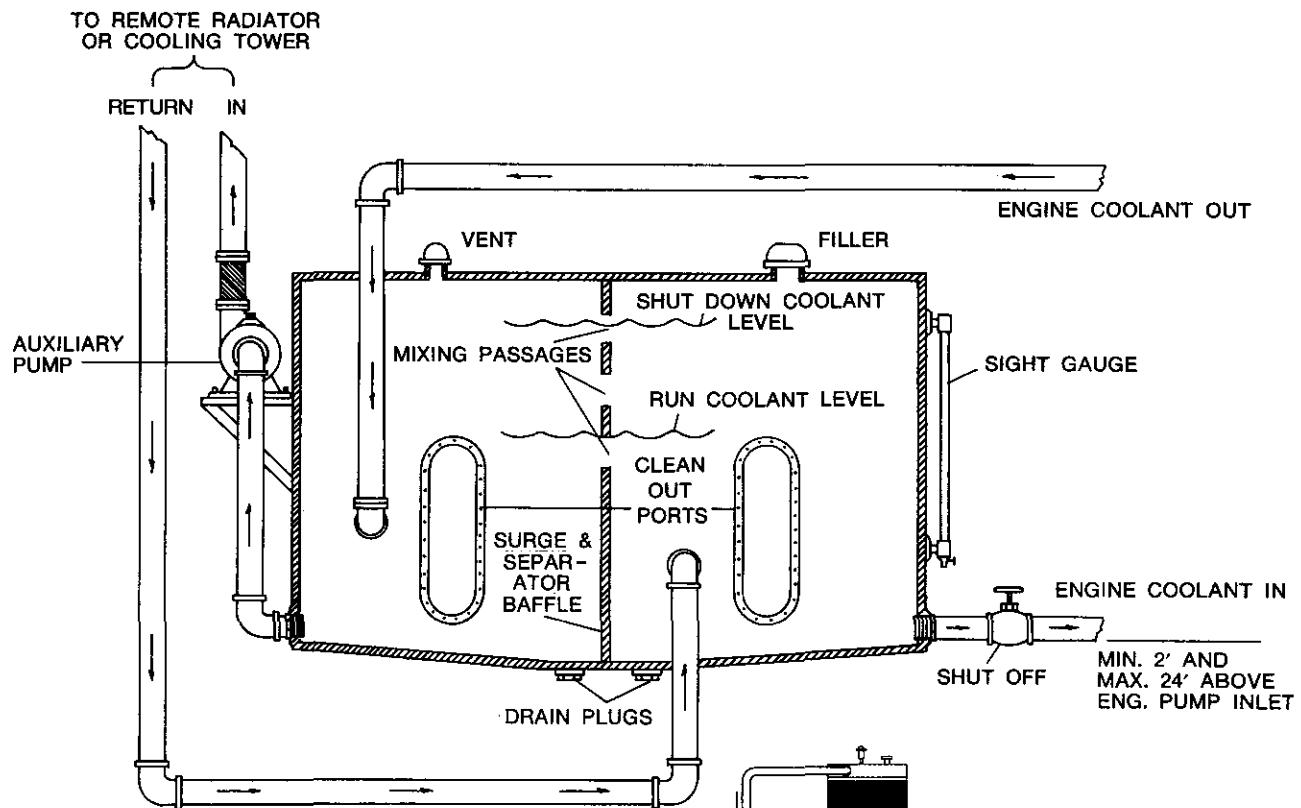 TO REMOTE RADIATOR
OR COOLING TOWER
RETURN IN
ENGINE COOLANT OUT
VENT
FILLER
SHUT DOWN COOLANT
LEVEL
MIXING PASSAGES
AUXILIARY
PUMP
SIGHT GAUGE
RUN COOLANT LEVEL
CLEAN
OUT
PORTS
SURGE &
SEPAR-
ATOR
BAFFLE
ENGINE COOLANT IN
SHUT OFF
MIN. 2' AND
MAX. 24' ABOVE
ENG. PUMP INLET
DRAIN PLUGS